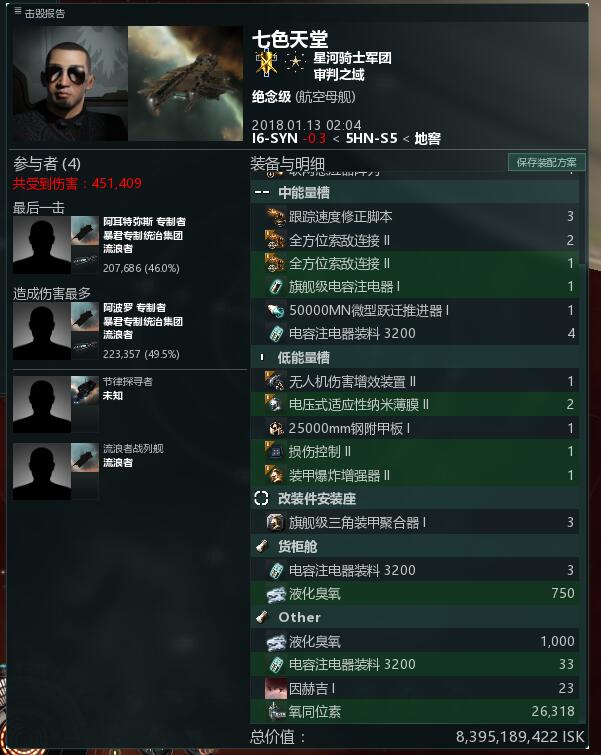 击毁报告
七色天堂
星河骑士军团
审判之域
绝念级 (航空母舰)
2018.01.13 02:04
I6-SYN -0.3 < 5HN-S5 < 地窖
参与者 (4)
共受到伤害：451,409
最后一击
阿耳特弥斯 专制者
暴君专制统治集团
流浪者
207,686 (46.0%)
造成伤害最多
阿波罗 专制者
暴君专制统治集团
流浪者
223,357 (49.5%)
节律探寻者
未知
流浪者战列舰
流浪者
装备与明细
保存装配方案
中能量槽
跟踪速度修正脚本 3
全方位索敌连接 II 2
全方位索敌连接 II 1
旗舰级电容注电器 I 1
50000MN微型跃迁推进器 I 1
电容注电器装料 3200 4
低能量槽
无人机伤害增效装置 II 1
电压式适应性纳米薄膜 II 2
25000mm钢附甲板 I 1
损伤控制 II 1
装甲爆炸增强器 II 1
改装件安装座
旗舰级三角装甲聚合器 I 3
货柜舱
电容注电器装料 3200 3
液化臭氧 750
Other
液化臭氧 1,000
电容注电器装料 3200 33
因赫吉 I 23
氧同位素 26,318
总价值： 8,395,189,422 ISK